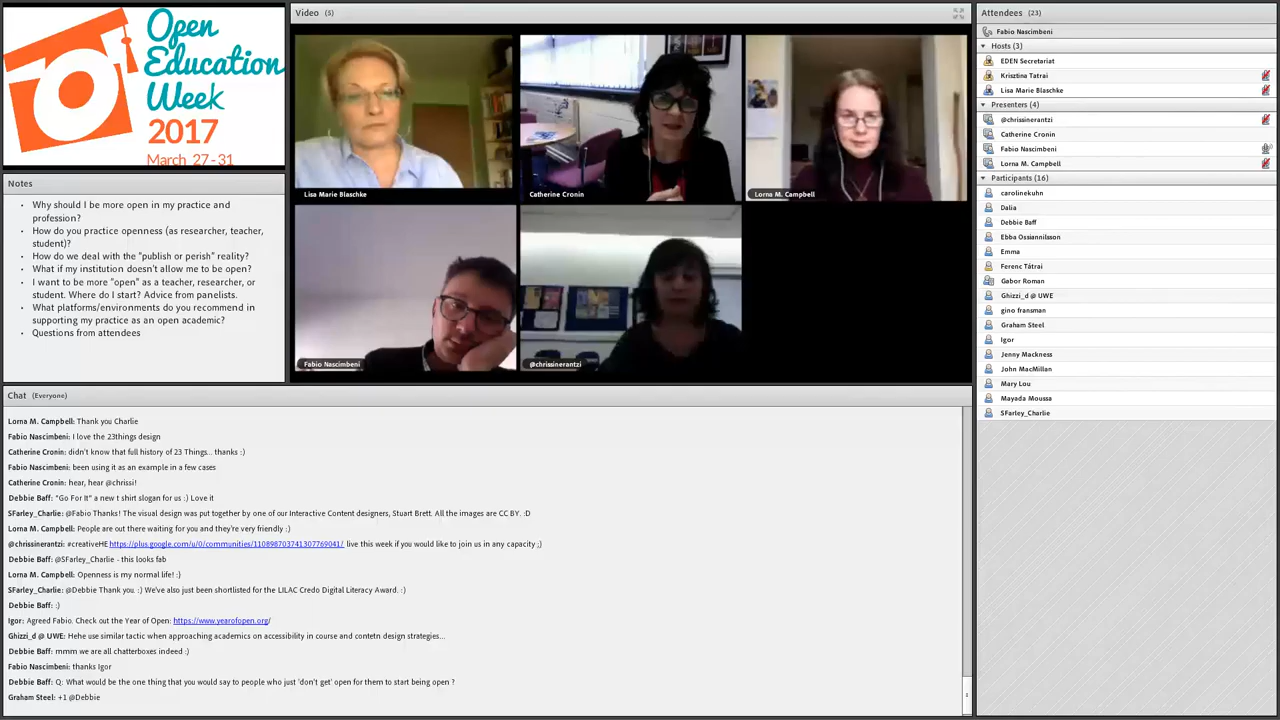 Open
Education
Week
2017
March 27-31
Notes
Why should I be more open in my practice and
profession?
How do you practice openness (as researcher, teacher,
student)?
How do we deal with the "publish or perish" reality?
What if my institution doesn't allow me to be open?
I want to be more "open" as a teacher, researcher, or
student. Where do I start? Advice from panelists.
What platforms/environments do you recommend in
supporting my practice as an open academic?
Questions from attendees
Video (5)
Lisa Marie Blaschke
Catherine Cronin
Lorna M. Campbell
Fabio Nascimbeni
@chrissinerantzi
Attendees (23)
Fabio Nascimbeni
Hosts (3)
EDEN Secretariat
Krisztina Tatrai
Lisa Marie Blaschke
Presenters (4)
@chrissinerantzi
Catherine Cronin
Fabio Nascimbeni
Lorna M. Campbell
Participants (16)
carolinekuhn
Dalia
Debbie Baff
Ebba Ossiannilsson
Emma
Ferenc Tátrai
Gabor Roman
Ghizzi_d @ UWE
gino fransman
Graham Steel
Igor
Jenny Mackness
John MacMillan
Mary Lou
Mayada Moussa
SFarley_Charlie
Chat (Everyone)
Lorna M. Campbell: Thank you Charlie
Fabio Nascimbeni: I love the 23things design
Catherine Cronin: didn't know that full history of 23 Things... thanks :)
Fabio Nascimbeni: been using it as an example in a few cases
Catherine Cronin: hear, hear @chrissi!
Debbie Baff: "Go For It" a new t shirt slogan for us :) Love it
SFarley_Charlie: @Fabio Thanks! The visual design was put together by one of our Interactive Content designers, Stuart Brett. All the images are CC BY. :D
Lorna M. Campbell: People are out there waiting for you and they're very friendly :)
@chrissinerantzi: #creativeHE https://plus.google.com/u/0/communities/110898703741307769041/ live this week if you would like to join us in any capacity ;)
Debbie Baff: @SFarley_Charlie - this looks fab
Lorna M. Campbell: Openness is my normal life! :}
SFarley_Charlie: @Debbie Thank you. :) We've also just been shortlisted for the LILAC Credo Digital Literacy Award. :)
Debbie Baff: :)
Igor: Agreed Fabio. Check out the Year of Open: https://www.yearofopen.org/
Ghizzi_d @ UWE: Hehe use similar tactic when approaching academics on accessibility in course and contetn design strategies...
Debbie Baff: mmm we are all chatterboxes indeed :)
Fabio Nascimbeni: thanks Igor
Debbie Baff: Q: What would be the one thing that you would say to people who just 'don't get' open for them to start being open ?
Graham Steel: +1 @Debbie